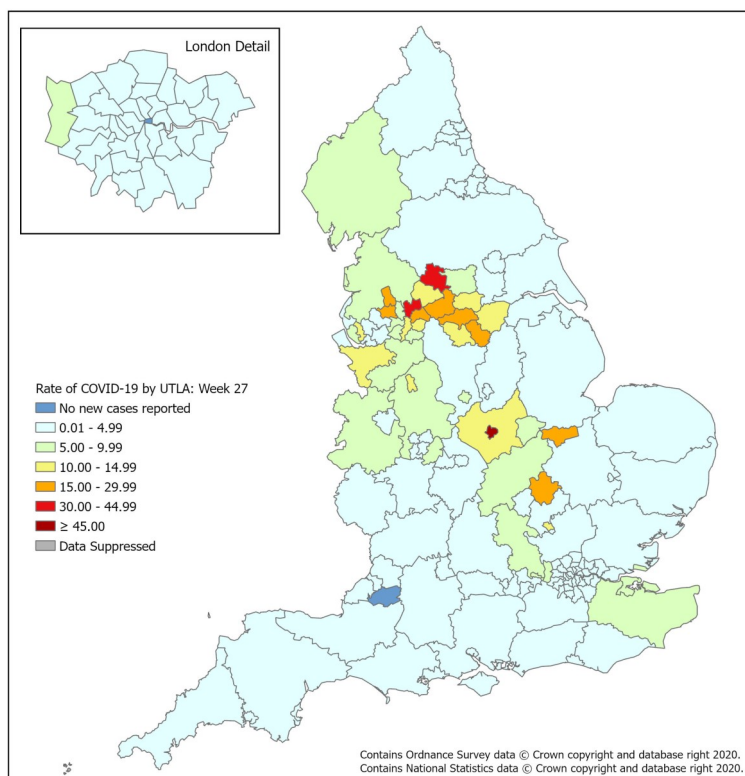 London Detail
Rate of COVID-19 by UTLA: Week 27
No new cases reported
0.01 - 4.99
5.00 - 9.99
10.00 - 14.99
15.00 - 29.99
30.00 - 44.99
≥ 45.00
Data Suppressed
Contains Ordnance Survey data © Crown copyright and database right 2020.
Contains National Statistics data © Crown copyright and database right 2020.